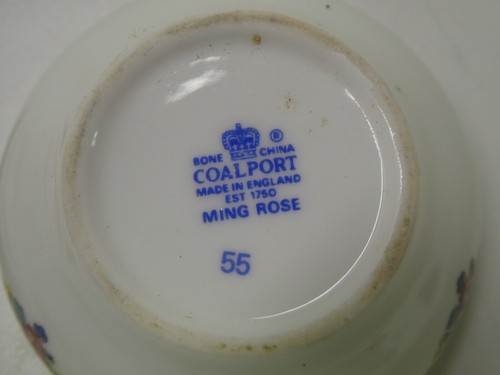 ®
BONE CHINA
COALPORT
MADE IN ENGLAND
EST 1750
MING ROSE
55